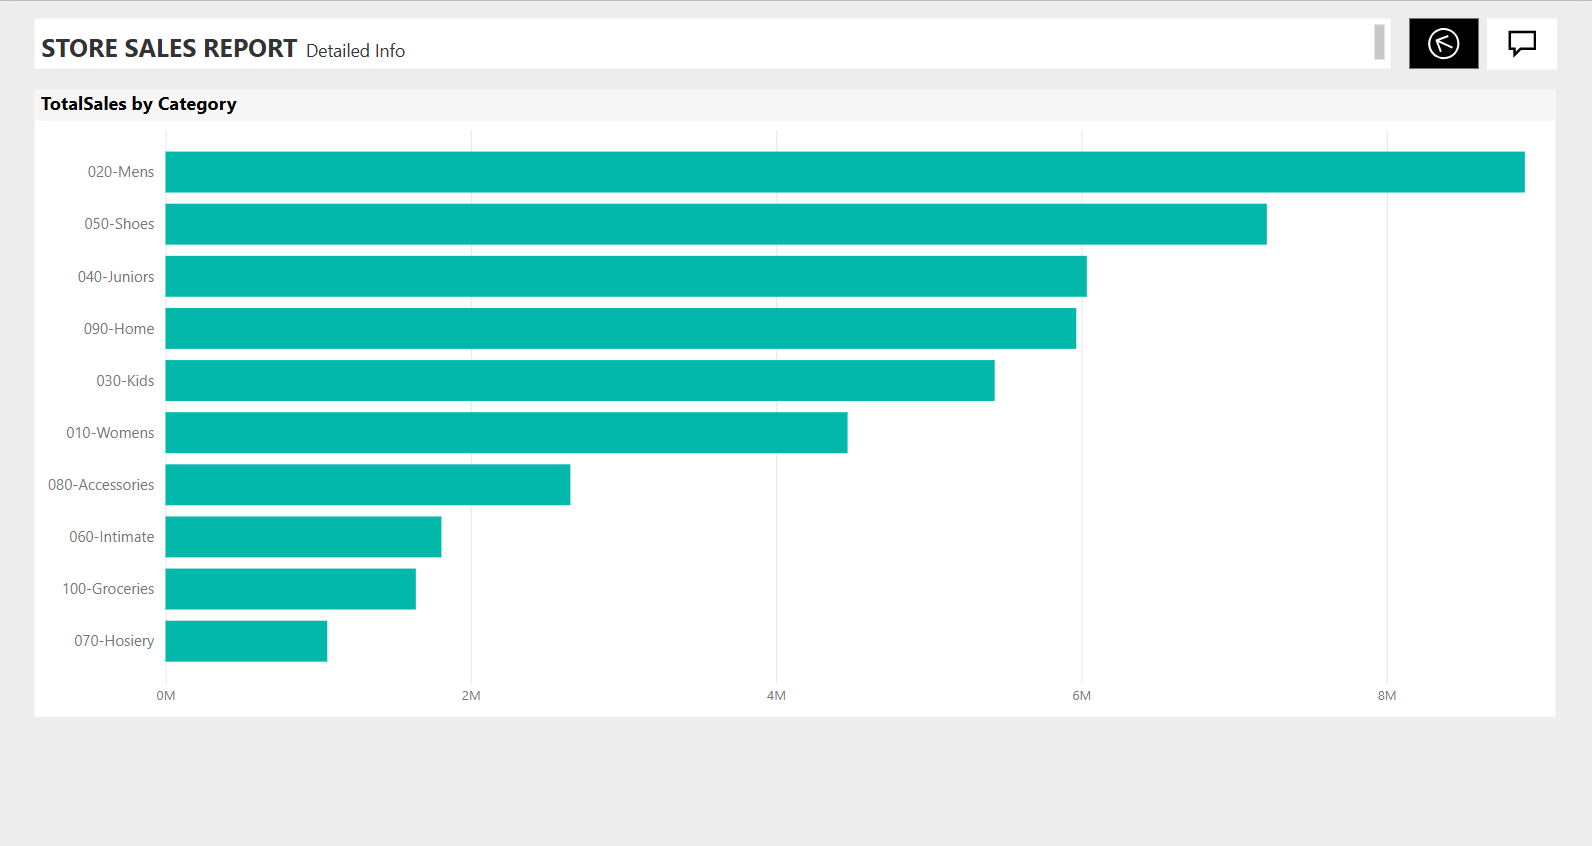 STORE SALES REPORT Detailed Info
TotalSales by Category
020-Mens
050-Shoes
040-Juniors
090-Home
030-Kids
010-Womens
080-Accessories
060-Intimate
100-Groceries
070-Hosiery
0M 2M 4M 6M 8M